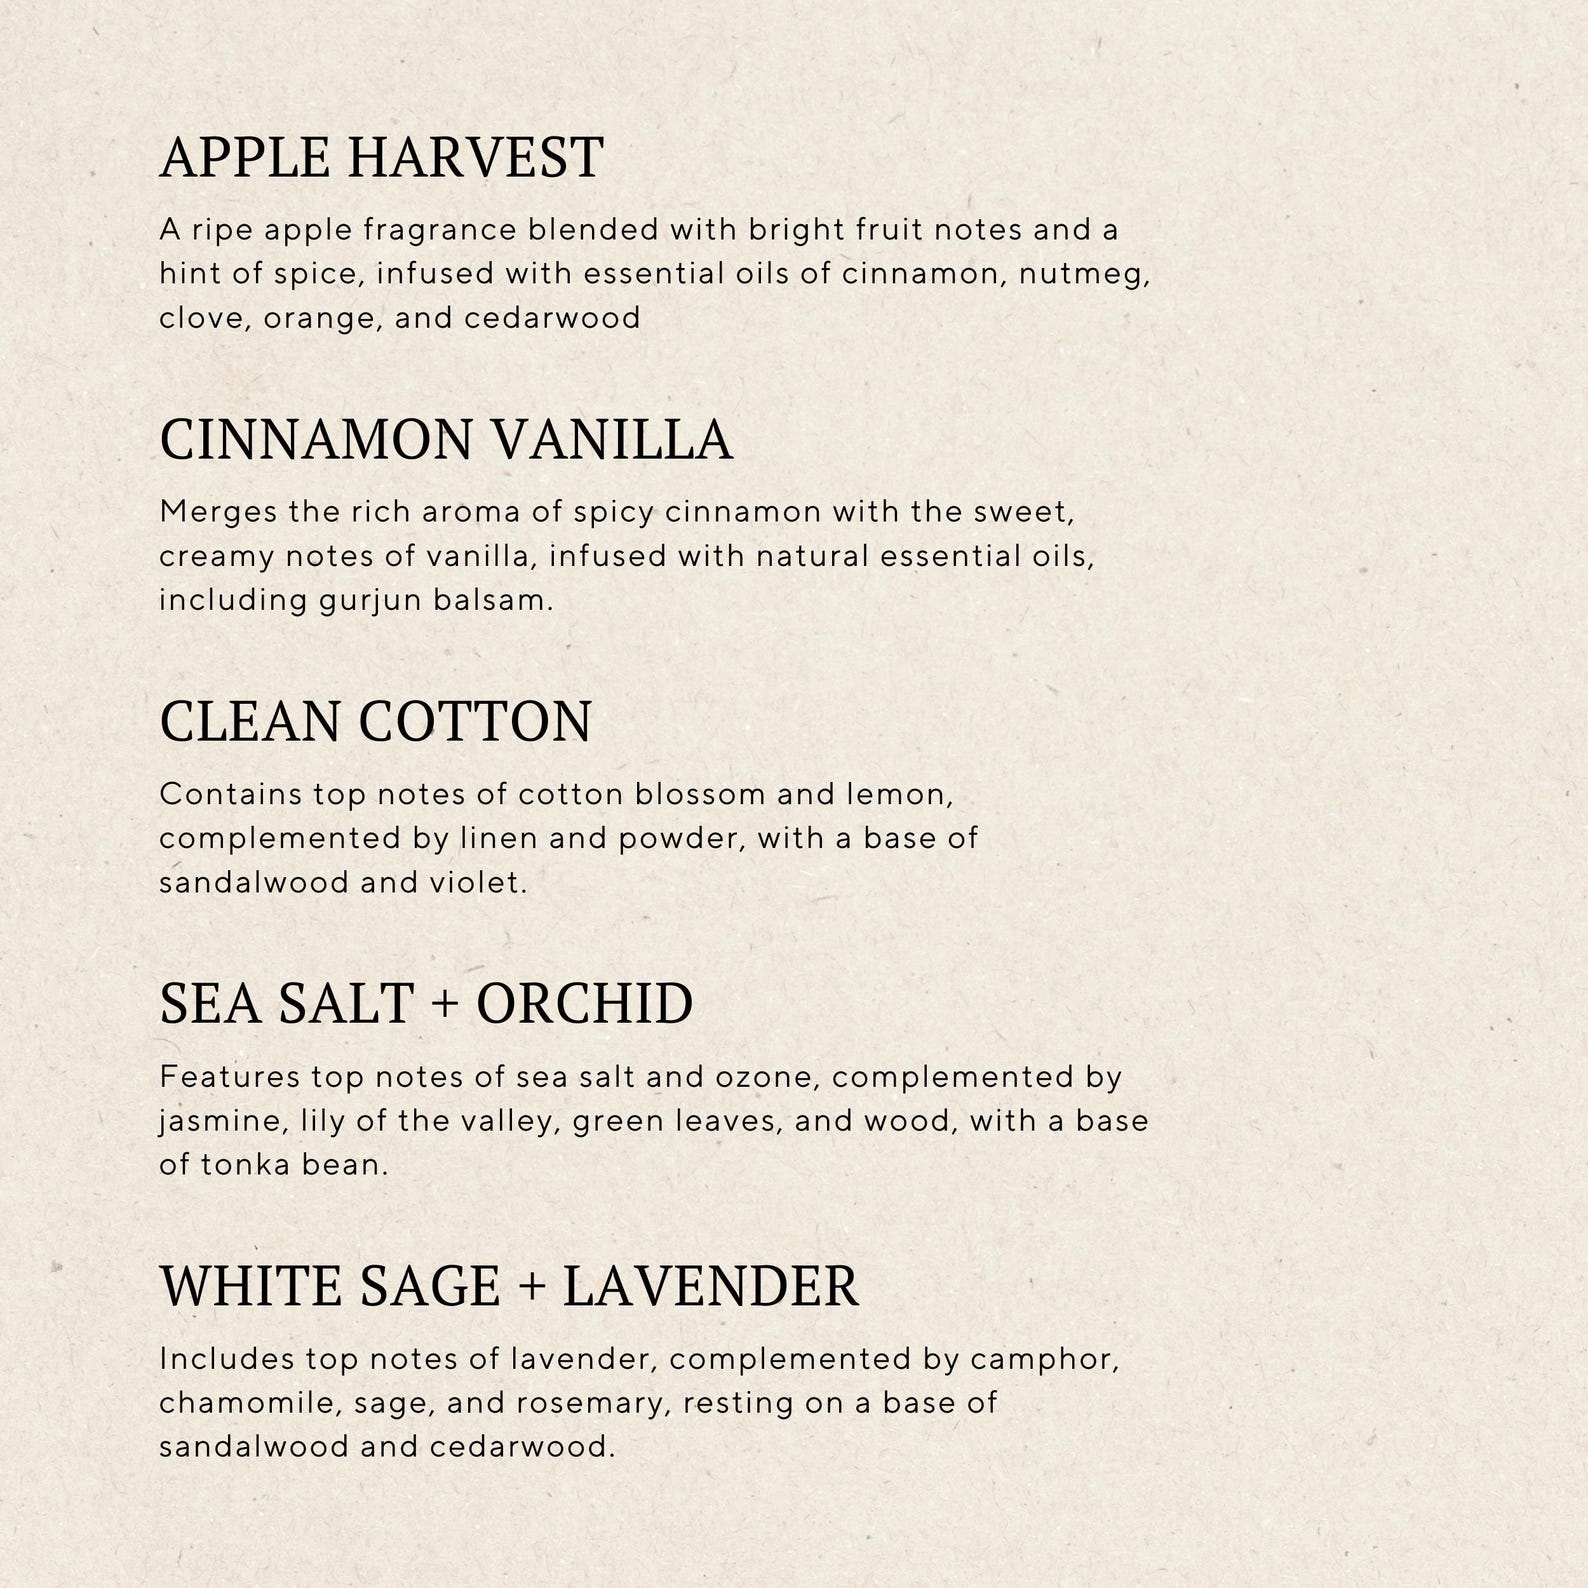 APPLE HARVEST
A ripe apple fragrance blended with bright fruit notes and a
hint of spice, infused with essential oils of cinnamon, nutmeg,
clove, orange, and cedarwood
CINNAMON VANILLA
Merges the rich aroma of spicy cinnamon with the sweet,
creamy notes of vanilla, infused with natural essential oils,
including gurjun balsam.
CLEAN COTTON
Contains top notes of cotton blossom and lemon,
complemented by linen and powder, with a base of
sandalwood and violet.
SEA SALT + ORCHID
Features top notes of sea salt and ozone, complemented by
jasmine, lily of the valley, green leaves, and wood, with a base
of tonka bean.
WHITE SAGE + LAVENDER
Includes top notes of lavender, complemented by camphor,
chamomile, sage, and rosemary, resting on a base of
sandalwood and cedarwood.